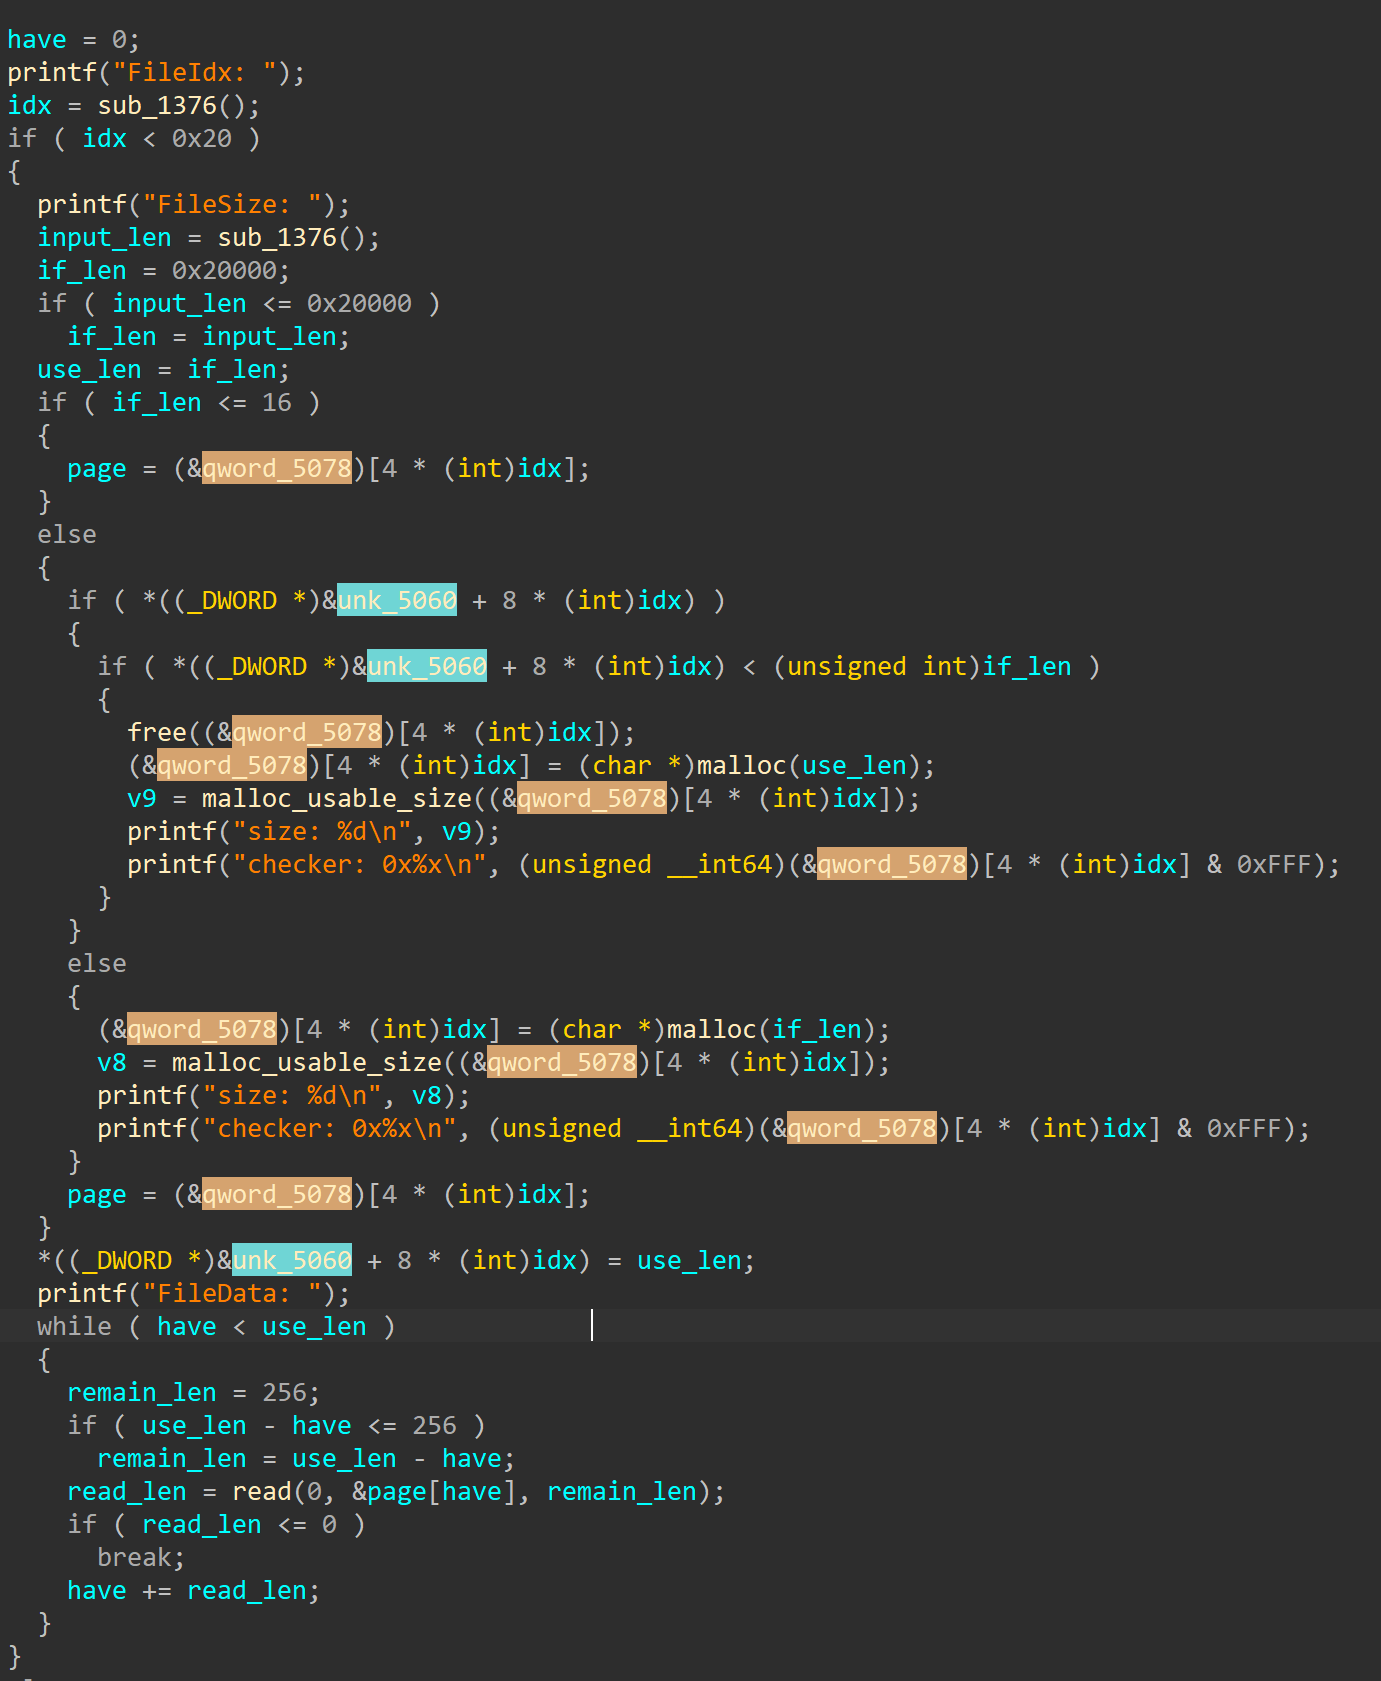 have = 0;
printf("FileIdx: ");
idx = sub_1376();
if ( idx < 0x20 )
{
  printf("FileSize: ");
  input_len = sub_1376();
  if_len = 0x20000;
  if ( input_len <= 0x20000 )
    if_len = input_len;
  use_len = if_len;
  if ( if_len <= 16 )
  {
    page = (&qword_5078)[4 * (int)idx];
  }
  else
  {
    if ( *((_DWORD *)&unk_5060 + 8 * (int)idx) )
    {
      if ( *((_DWORD *)&unk_5060 + 8 * (int)idx) < (unsigned int)if_len )
      {
        free((&qword_5078)[4 * (int)idx]);
        (&qword_5078)[4 * (int)idx] = (char *)malloc(use_len);
        v9 = malloc_usable_size((&qword_5078)[4 * (int)idx]);
        printf("size: %d\n", v9);
        printf("checker: 0x%x\n", (unsigned __int64)(&qword_5078)[4 * (int)idx] & 0xFFF);
      }
    }
    else
    {
      (&qword_5078)[4 * (int)idx] = (char *)malloc(if_len);
      v8 = malloc_usable_size((&qword_5078)[4 * (int)idx]);
      printf("size: %d\n", v8);
      printf("checker: 0x%x\n", (unsigned __int64)(&qword_5078)[4 * (int)idx] & 0xFFF);
    }
    page = (&qword_5078)[4 * (int)idx];
  }
  *((_DWORD *)&unk_5060 + 8 * (int)idx) = use_len;
  printf("FileData: ");
  while ( have < use_len )
  {
    remain_len = 256;
    if ( use_len - have <= 256 )
      remain_len = use_len - have;
    read_len = read(0, &page[have], remain_len);
    if ( read_len <= 0 )
      break;
    have += read_len;
  }
}